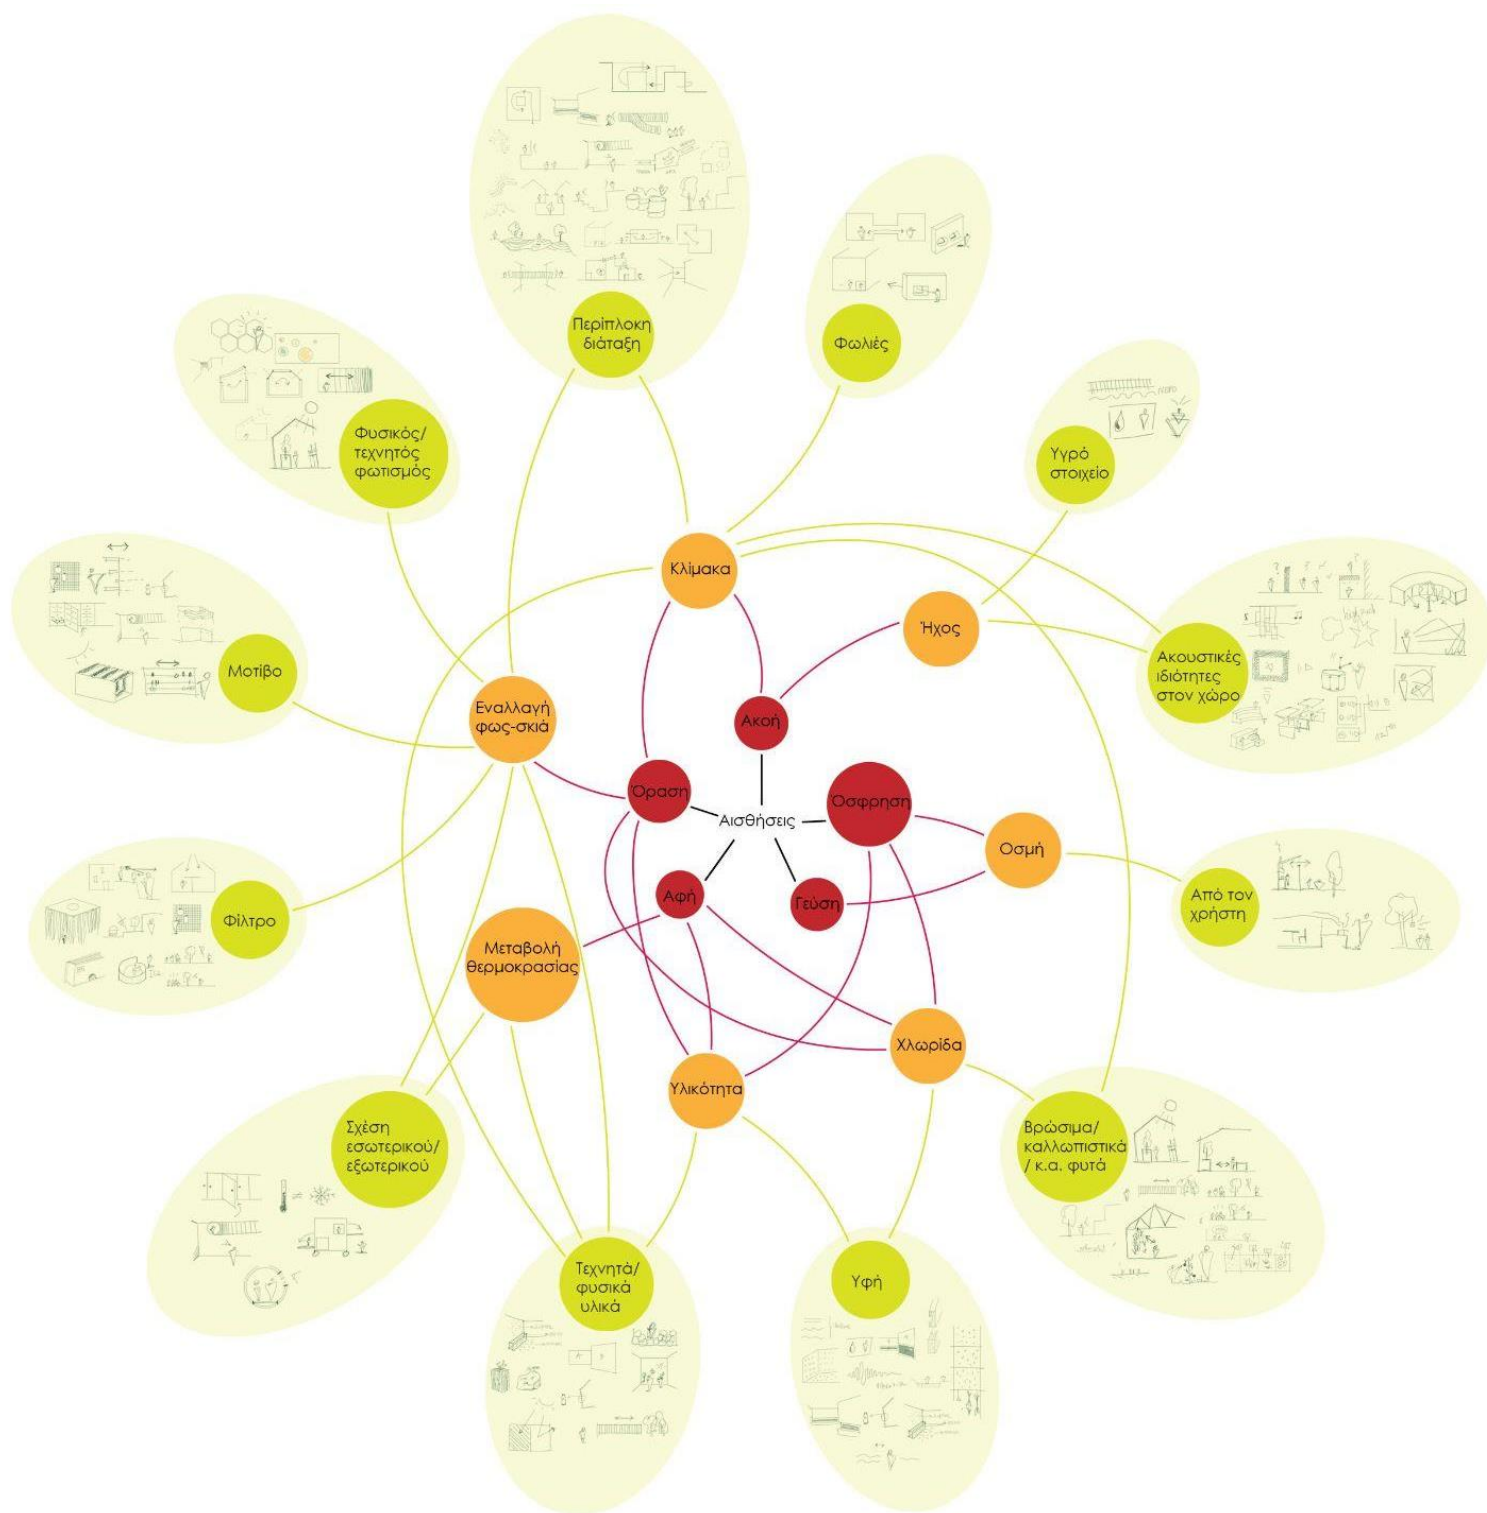 Περίπλοκη
διάταξη
Φωλιές
Φυσικός/
τεχνητός
φωτισμός
Υγρό
στοιχείο
Κλίμακα
Ήχος
Μοτίβο
Ακουστικές
ιδιότητες
στον χώρο
Εναλλαγή
φως-σκιά
Ακοή
Όραση
Όσφρηση
Αισθήσεις
Οσμή
Αφή
Γεύση
Από τον
χρήστη
Φίλτρο
Μεταβολή
θερμοκρασίας
Χλωρίδα
Υλικότητα
Σχέση
εσωτερικού/
εξωτερικού
Βρώσιμα/
καλλωπιστικά
/ κ.α. φυτά
Τεχνητά/
φυσικά
υλικά
Υφή